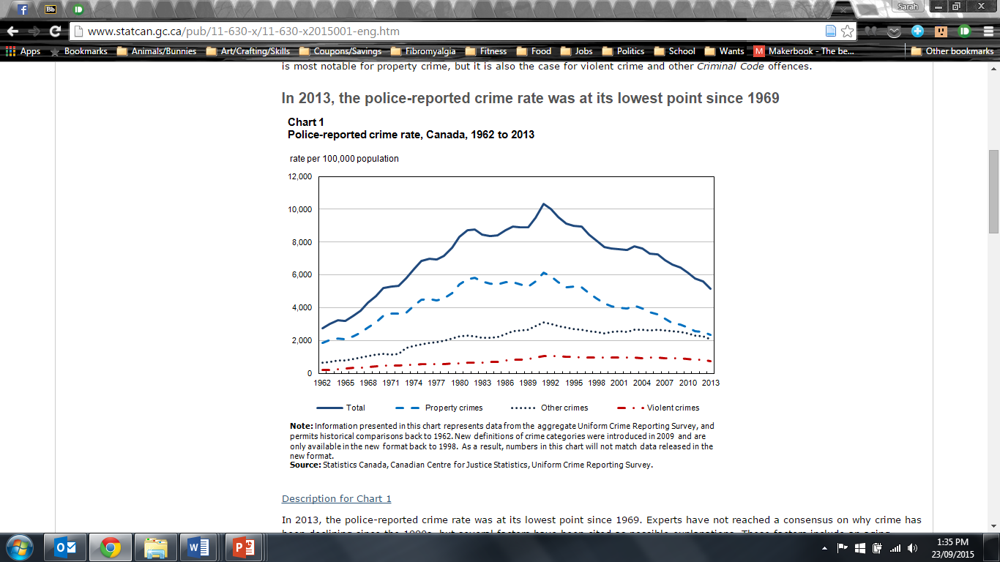 Sarah
Bb
www.statcan.gc.ca/pub/11-630-x/11-630-x2015001-eng.htm
Apps Bookmarks Animals/Bunnies Art/Crafting/Skills Coupons/Savings Fibromyalgia Fitness Food Jobs Politics School Wants M Makerbook - The be... Other bookmarks
is most notable for property crime, but it is also the case for violent crime and other Criminal Code offences.
In 2013, the police-reported crime rate was at its lowest point since 1969
Chart 1
Police-reported crime rate, Canada, 1962 to 2013
rate per 100,000 population
12,000
10,000
8,000
6,000
4,000
2,000
0
1962 1965 1968 1971 1974 1977 1980 1983 1986 1989 1992 1995 1998 2001 2004 2007 2010 2013
Total Property crimes Other crimes Violent crimes
Note: Information presented in this chart represents data from the aggregate Uniform Crime Reporting Survey, and
permits historical comparisons back to 1962. New definitions of crime categories were introduced in 2009 and are
only available in the new format back to 1998. As a result, numbers in this chart will not match data released in the
new format.
Source: Statistics Canada, Canadian Centre for Justice Statistics, Uniform Crime Reporting Survey.
Description for Chart 1
In 2013, the police-reported crime rate was at its lowest point since 1969. Experts have not reached a consensus on why crime has
been declining since the 1990s, but several factors have been cited as possible explanations. These factors include an aging
1:35 PM
23/09/2015